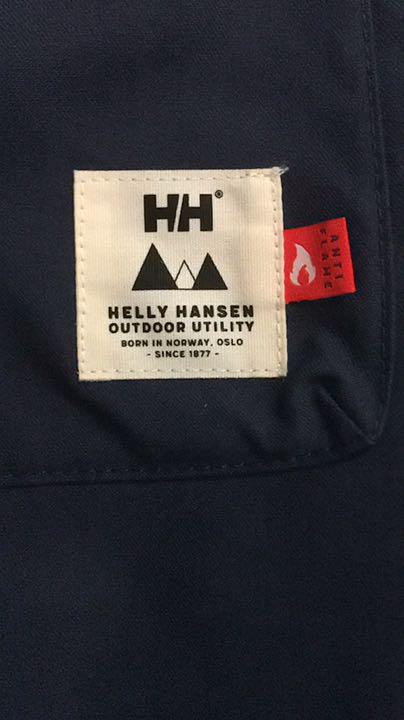 HH®
HELLY HANSEN
OUTDOOR UTILITY
BORN IN NORWAY, OSLO
- SINCE 1877 -
ANTI
FLAME